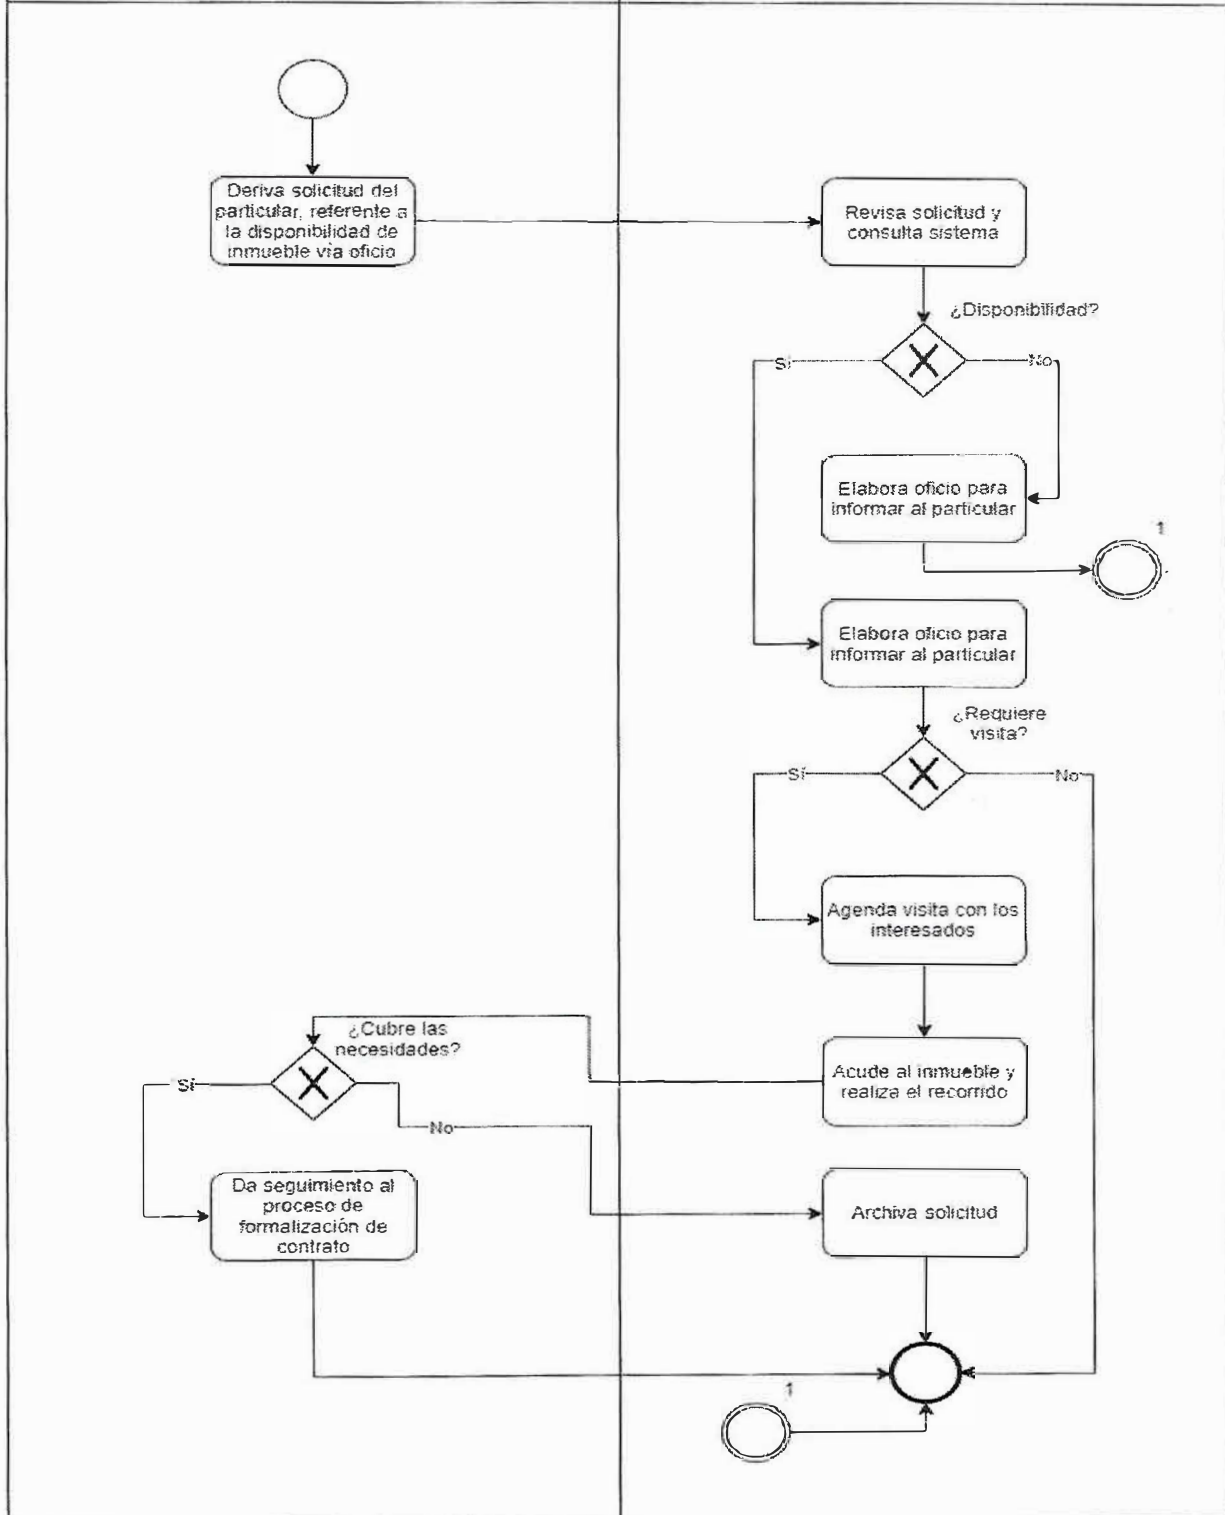 Deriva solicitud del
particular, referente a
la disponibilidad de
inmueble vía oficio
Revisa solicitud y
consulta sistema
¿Disponibilidad?
Sí
No
Elabora oficio para
informar al particular
1
Elabora oficio para
informar al particular
¿Requiere
visita?
Sí
No
Agenda visita con los
interesados
¿Cubre las
necesidades?
Acude al inmueble y
realiza el recorrido
Sí
No
Da seguimiento al
proceso de
formalización de
contrato
Archiva solicitud
1